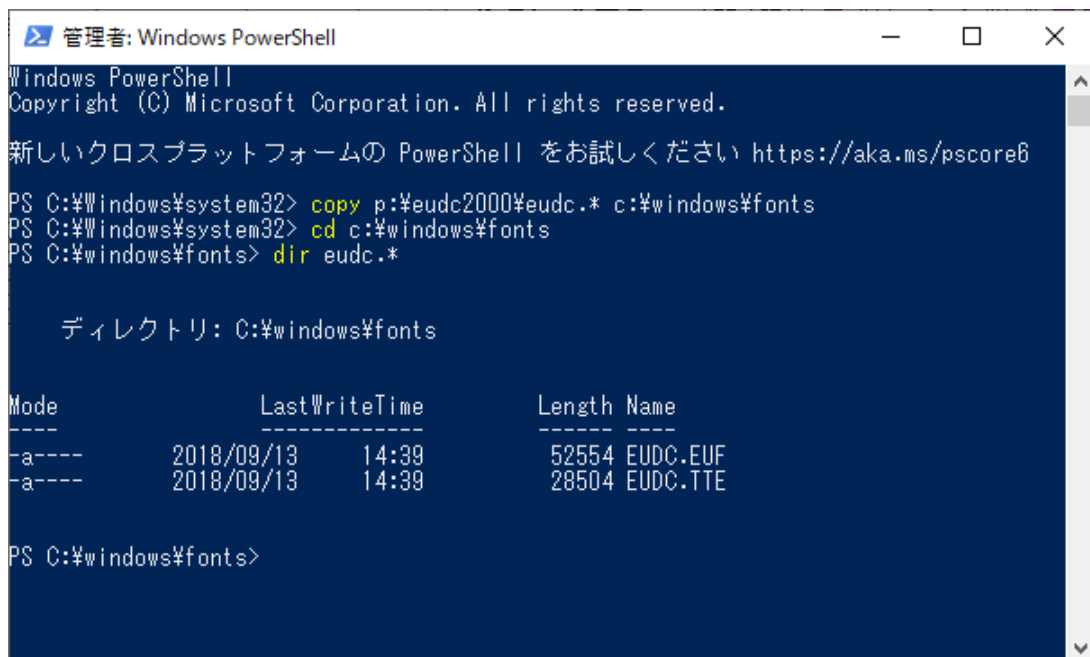 管理者: Windows PowerShell
Windows PowerShell
Copyright (C) Microsoft Corporation. All rights reserved.
新しいクロスプラットフォームの PowerShell をお試しください https://aka.ms/pscore6
PS C:¥Windows¥system32> copy p:¥eudc2000¥eudc.* c:¥windows¥fonts
PS C:¥Windows¥system32> cd c:¥windows¥fonts
PS C:¥windows¥fonts> dir eudc.*
ディレクトリ: C:¥windows¥fonts
Mode LastWriteTime Length Name
---- ------------- ------ ----
-a---- 2018/09/13 14:39 52554 EUDC.EUF
-a---- 2018/09/13 14:39 28504 EUDC.TTE
PS C:¥windows¥fonts>